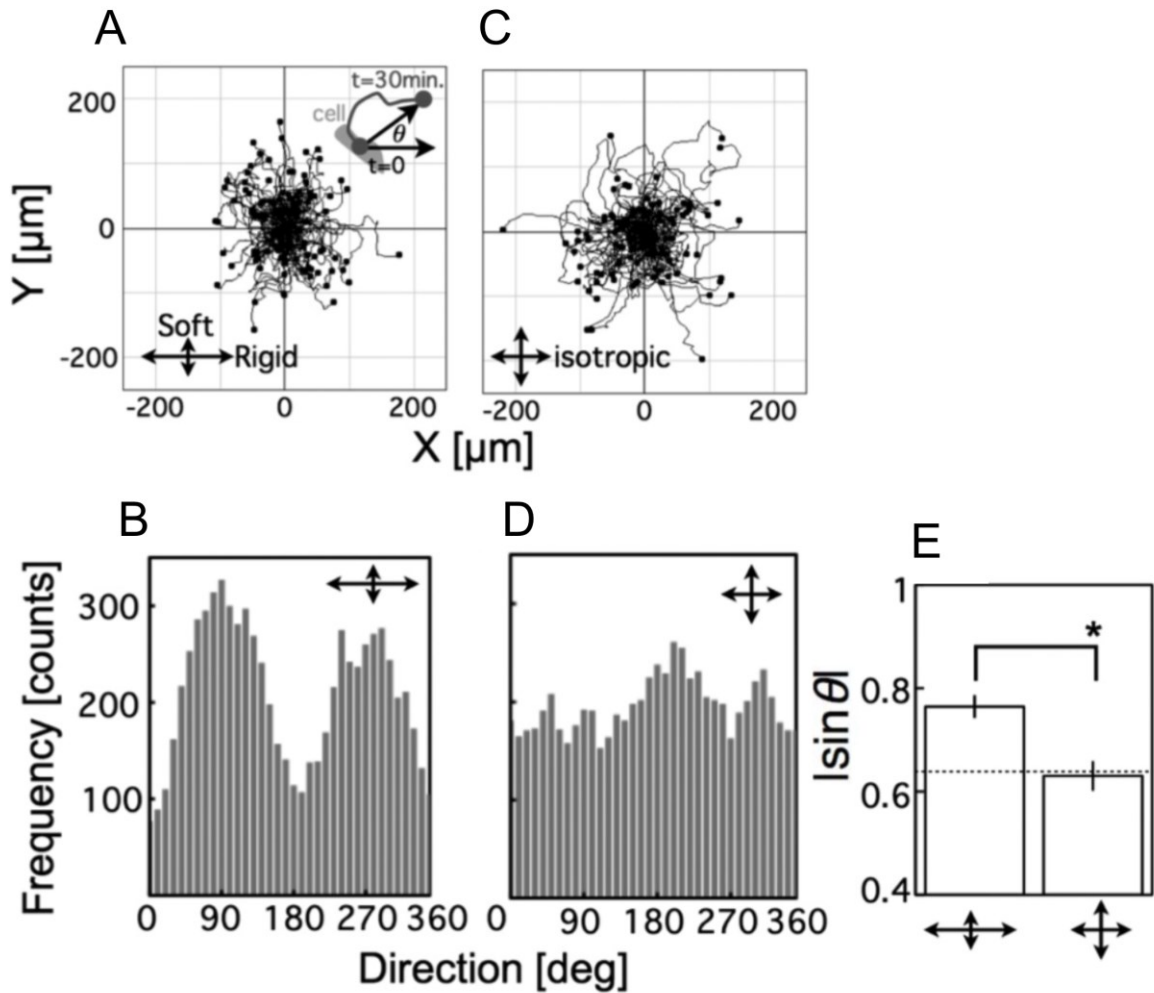 A
C
200
0
-200
Y [μm]
t=30min.
cell
θ
t=0
Soft
Rigid
isotropic
-200 0 200
-200 0 200
X [μm]
B
D
E
Frequency [counts]
300
200
100
0 90 180 270 360
0 90 180 270 360
Direction [deg]
|sinθ|
1
0.8
0.6
0.4
*